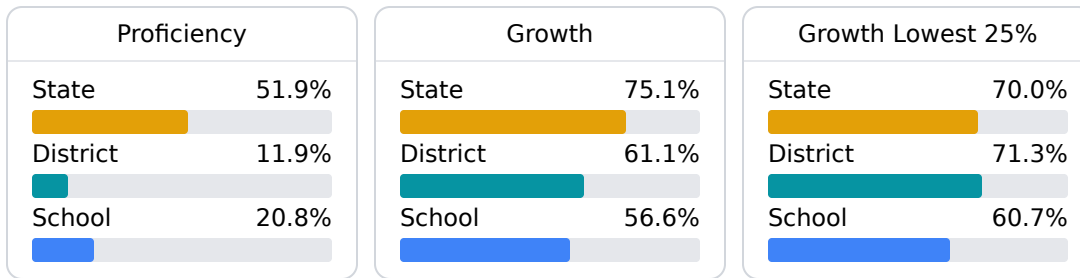 Proficiency
State 51.9%
District 11.9%
School 20.8%
Growth
State 75.1%
District 61.1%
School 56.6%
Growth Lowest 25%
State 70.0%
District 71.3%
School 60.7%